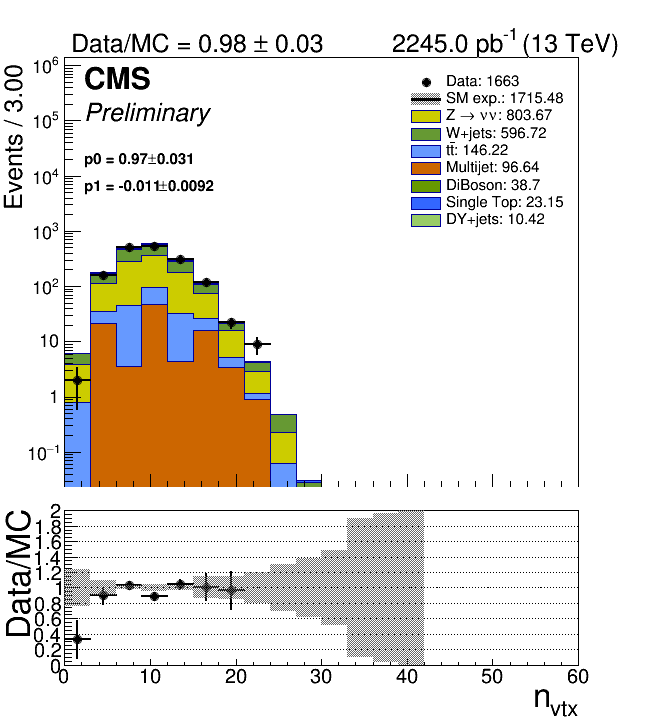 Data/MC = 0.98 ± 0.03 2245.0 pb⁻¹ (13 TeV)
Events / 3.00
CMS
Preliminary
p0 = 0.97±0.031
p1 = -0.011±0.0092
Data: 1663
SM exp.: 1715.48
Z → νν: 803.67
W+jets: 596.72
tt̄: 146.22
Multijet: 96.64
DiBoson: 38.7
Single Top: 23.15
DY+jets: 10.42
10⁶
10⁵
10⁴
10³
10²
10
1
10⁻¹
Data/MC
2
1.8
1.6
1.4
1.2
1
0.8
0.6
0.4
0.2
0
0 10 20 30 40 50 60
n_vtx